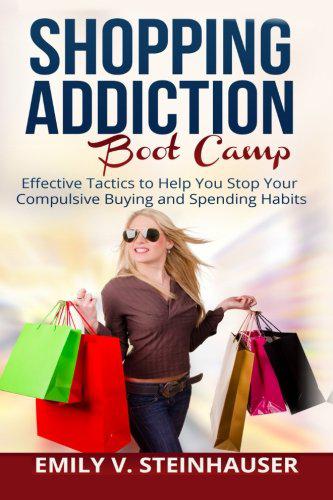 SHOPPING
ADDICTION
Boot Camp
Effective Tactics to Help You Stop Your
Compulsive Buying and Spending Habits
EMILY V. STEINHAUSER